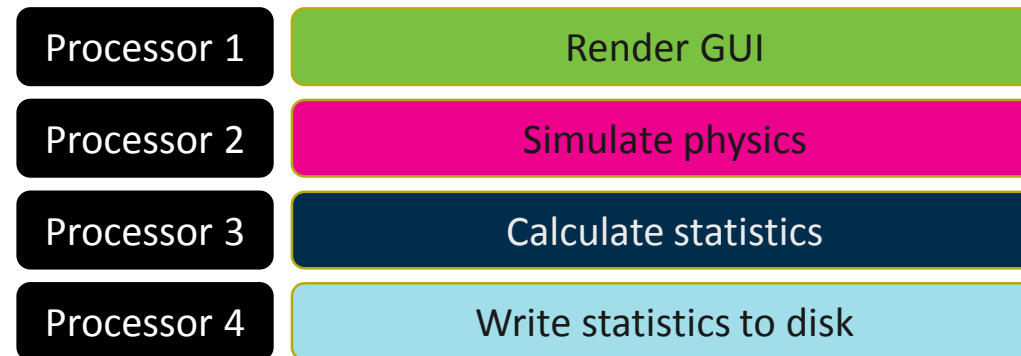 Processor 1 Render GUI
Processor 2 Simulate physics
Processor 3 Calculate statistics
Processor 4 Write statistics to disk